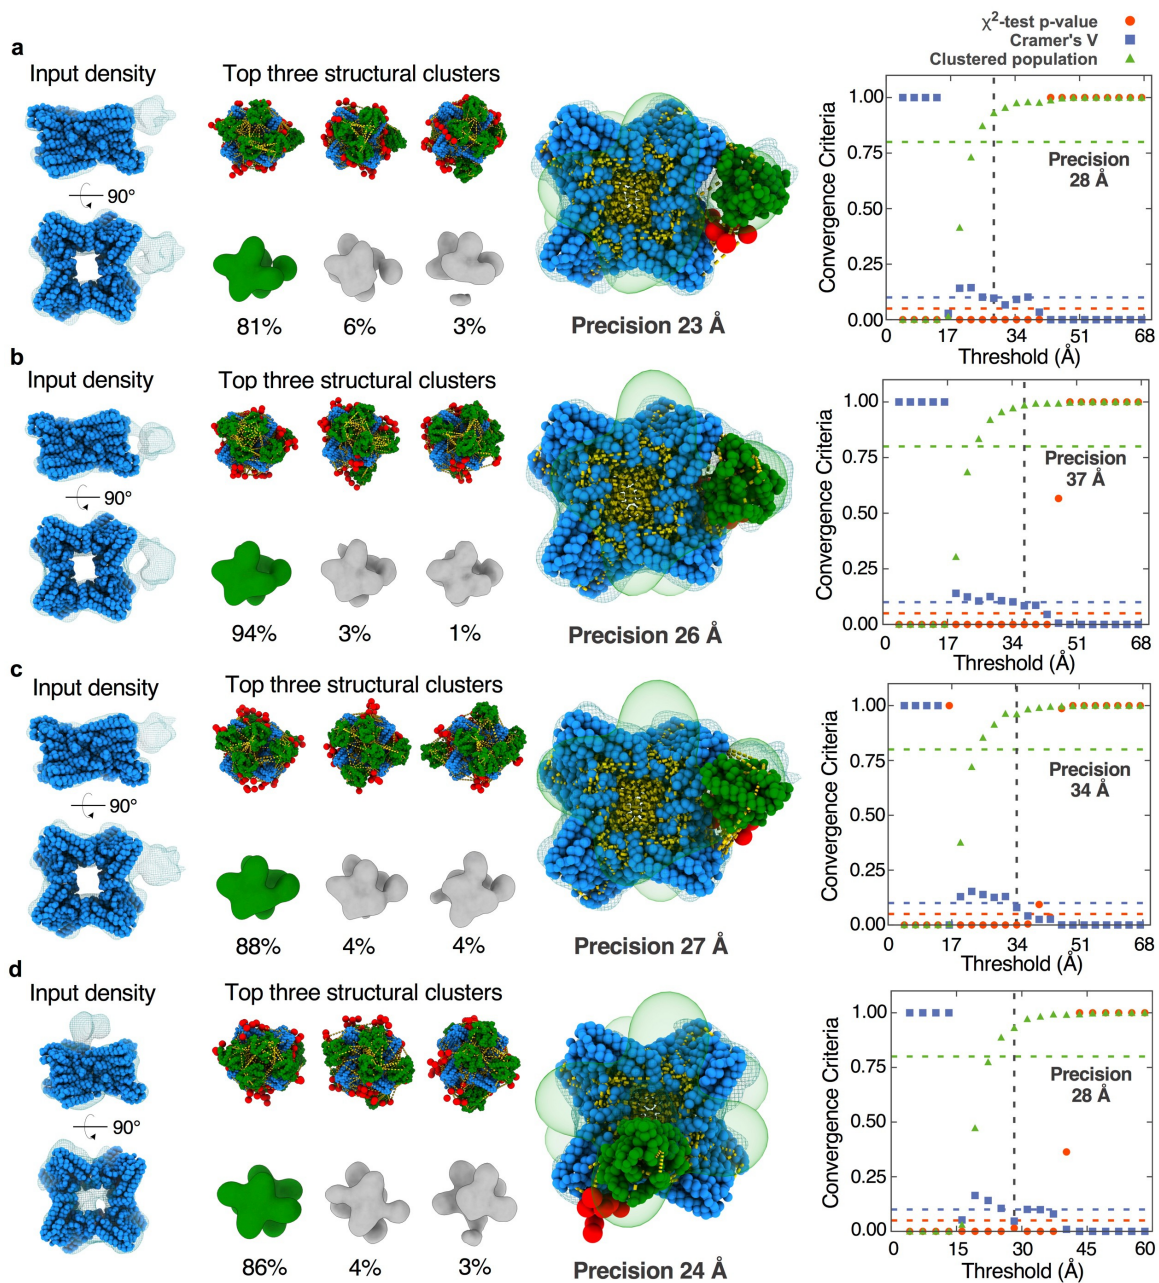 χ²-test p-value
Cramer's V
Clustered population
a
Input density
Top three structural clusters
90°
81%
6%
3%
Precision 23 Å
Convergence Criteria
1.00
0.75
0.50
0.25
0.00
Precision
28 Å
0
17
34
51
68
Threshold (Å)
b
Input density
Top three structural clusters
90°
94%
3%
1%
Precision 26 Å
Convergence Criteria
1.00
0.75
0.50
0.25
0.00
Precision
37 Å
0
17
34
51
68
Threshold (Å)
c
Input density
Top three structural clusters
90°
88%
4%
4%
Precision 27 Å
Convergence Criteria
1.00
0.75
0.50
0.25
0.00
Precision
34 Å
0
17
34
51
68
Threshold (Å)
d
Input density
Top three structural clusters
90°
86%
4%
3%
Precision 24 Å
Convergence Criteria
1.00
0.75
0.50
0.25
0.00
Precision
28 Å
0
15
30
45
60
Threshold (Å)